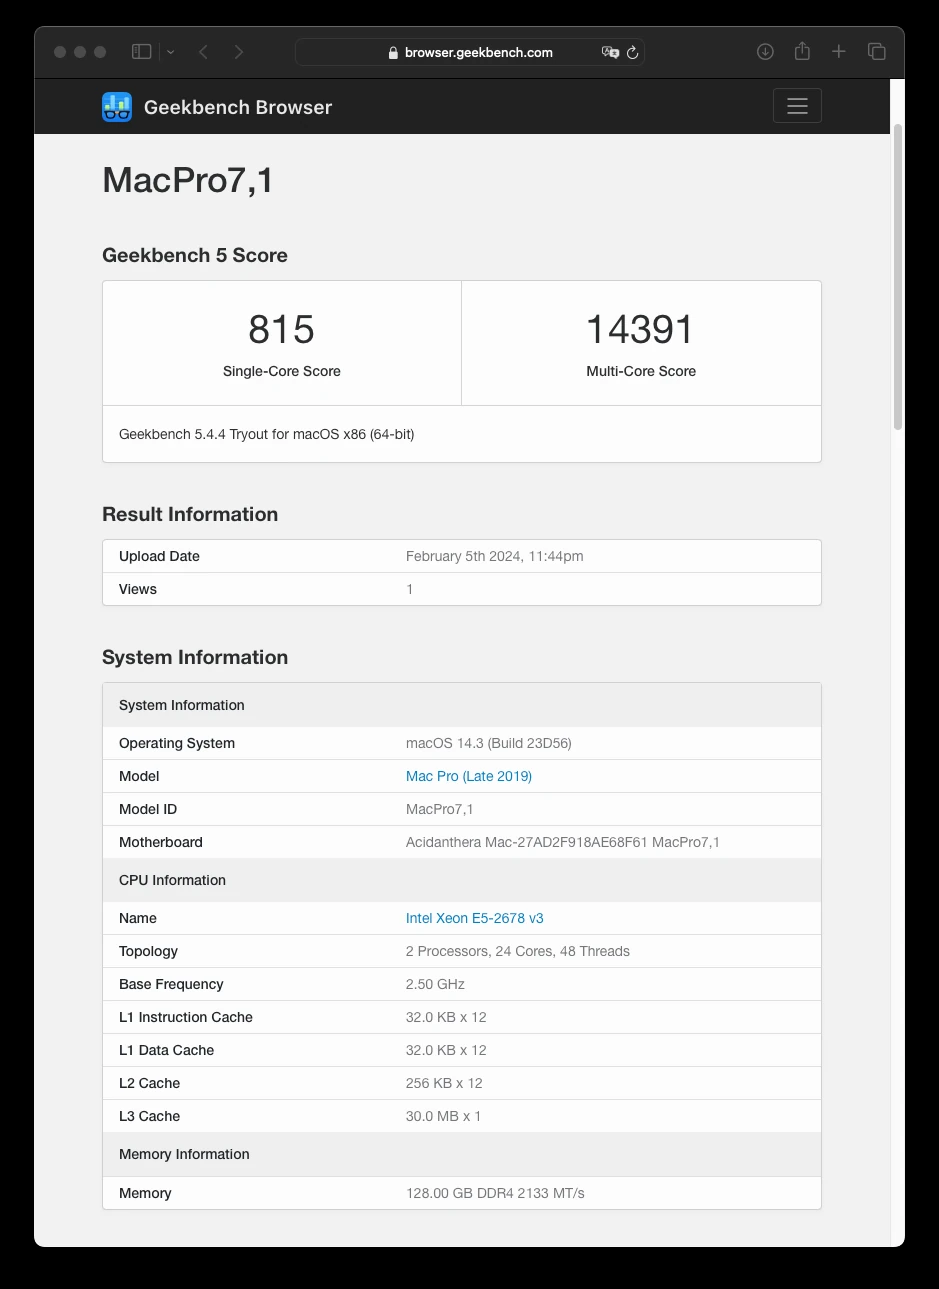 browser.geekbench.com
Geekbench Browser
MacPro7,1
Geekbench 5 Score
815
Single-Core Score
14391
Multi-Core Score
Geekbench 5.4.4 Tryout for macOS x86 (64-bit)
Result Information
Upload Date February 5th 2024, 11:44pm
Views 1
System Information
System Information
Operating System macOS 14.3 (Build 23D56)
Model Mac Pro (Late 2019)
Model ID MacPro7,1
Motherboard Acidanthera Mac-27AD2F918AE68F61 MacPro7,1
CPU Information
Name Intel Xeon E5-2678 v3
Topology 2 Processors, 24 Cores, 48 Threads
Base Frequency 2.50 GHz
L1 Instruction Cache 32.0 KB x 12
L1 Data Cache 32.0 KB x 12
L2 Cache 256 KB x 12
L3 Cache 30.0 MB x 1
Memory Information
Memory 128.00 GB DDR4 2133 MT/s